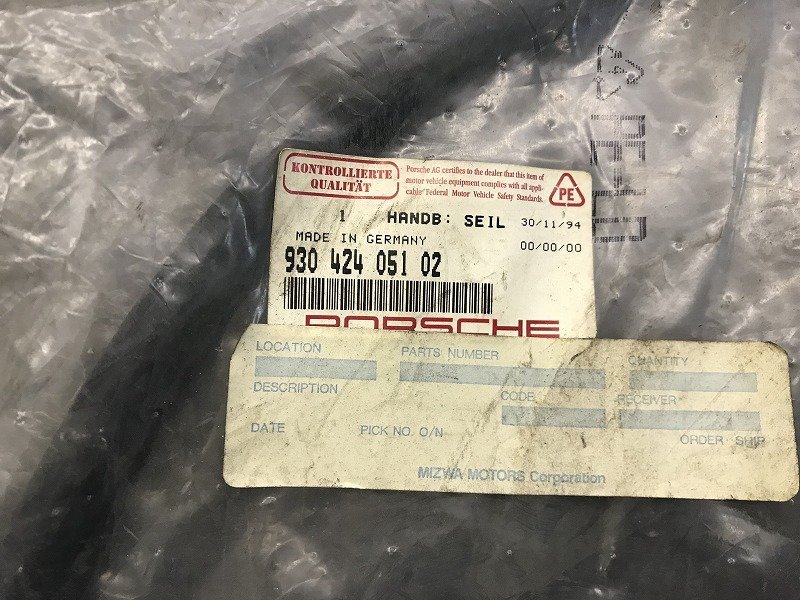 KONTROLLIERTE
QUALITÄT
Porsche AG certifies to the dealer that this item of
motor vehicle equipment complies with all appli-
cable Federal Motor Vehicle Safety Standards.
PE
1 HANDB: SEIL 30/11/94
MADE IN GERMANY 00/00/00
930 424 051 02
PORSCHE
LOCATION PARTS NUMBER QUANTITY
DESCRIPTION CODE RECEIVER
DATE PICK NO. O/N ORDER SHIP
MIZWA MOTORS Corporation